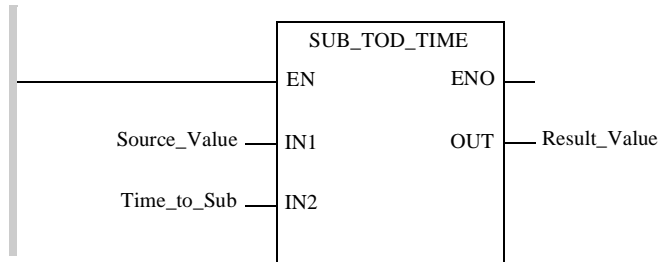 SUB_TOD_TIME
EN ENO
Source_Value IN1 OUT Result_Value
Time_to_Sub IN2